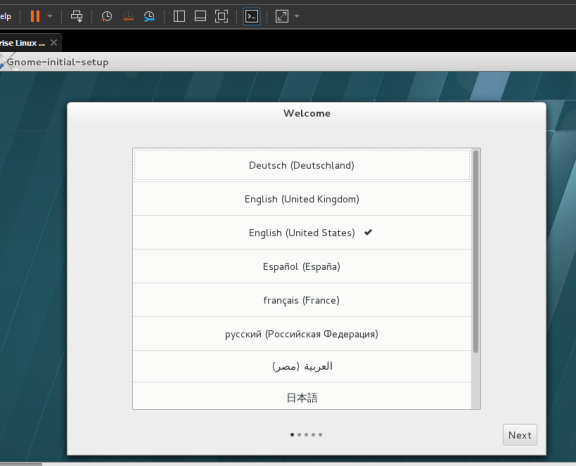 elp
rise Linux ...
Gnome-initial-setup
Welcome
Deutsch (Deutschland)
English (United Kingdom)
English (United States)
Español (España)
français (France)
русский (Российская Федерация)
العربية (مصر)
日本語
Next